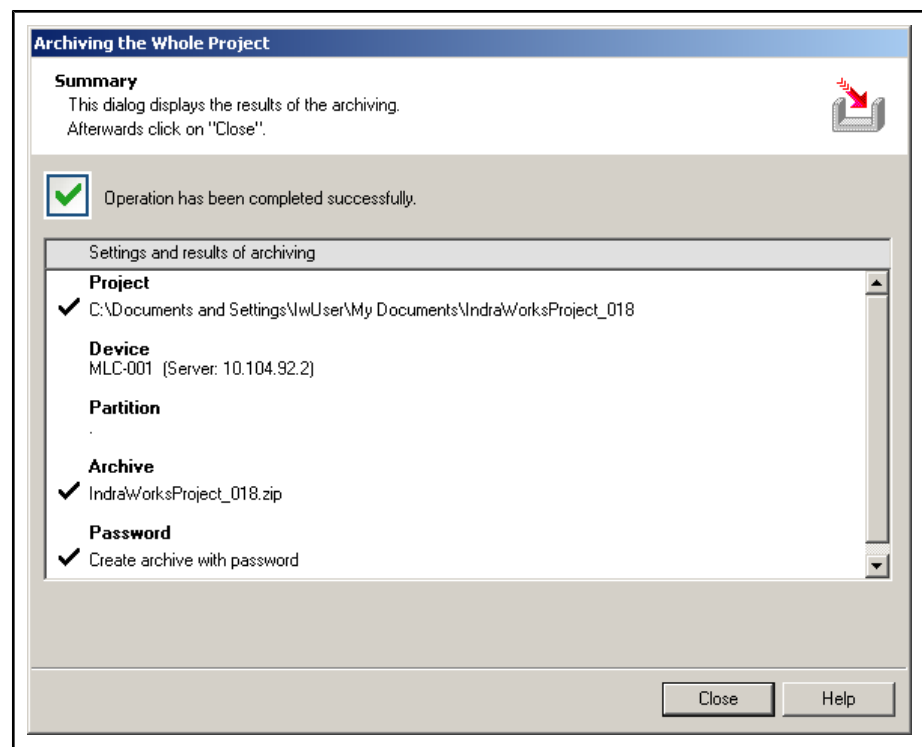 Archiving the Whole Project
Summary
This dialog displays the results of the archiving.
Afterwards click on "Close".
Operation has been completed successfully.
Settings and results of archiving
Project
C:\Documents and Settings\IwUser\My Documents\IndraWorksProject_018
Device
MLC-001 (Server: 10.104.92.2)
Partition
.
Archive
IndraWorksProject_018.zip
Password
Create archive with password
Close
Help